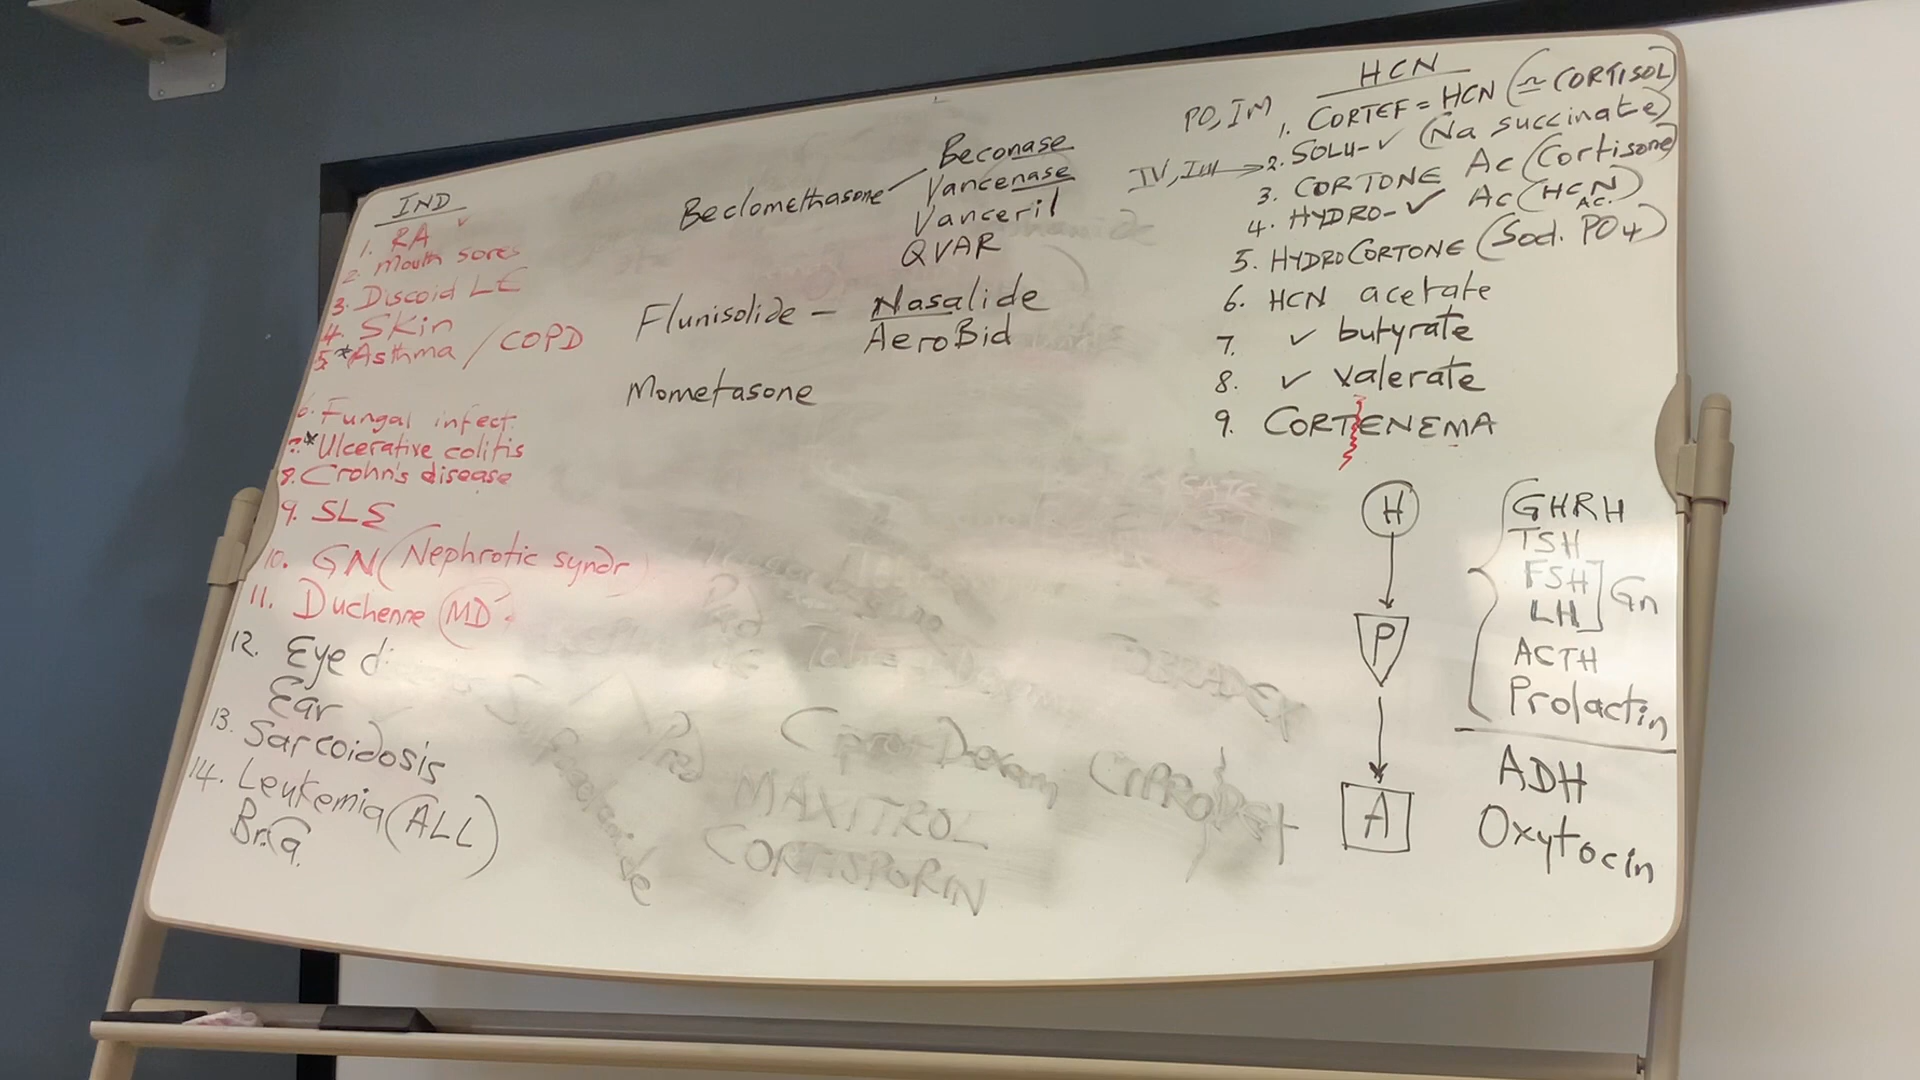 IND
1. RA ✓
2. Mouth sores
3. Discoid LE
4. Skin
5.* Asthma / COPD
6. Fungal infect.
7.* Ulcerative colitis
8. Crohn's disease
9. SLE
10. GN (Nephrotic syndr)
11. Duchenne (MD)
12. Eye d:
Ear
13. Sarcoidosis
14. Leukemia (ALL)
Beclomethasone
Beconase
Vancenase
Vanceril
QVAR
Flunisolide - Nasalide
AeroBid
Mometasone
Cipro Dexam
MAXITROL
CORTISPORIN
HCN
PO, IM 1. CORTEF = HCN (≃ CORTISOL)
IV, IM → 2. SOLU- ✓ (Na succinate)
3. CORTONE Ac (Cortisone)
4. HYDRO- ✓ Ac (HCN Ac.)
5. HYDROCORTONE (Sod. PO4)
6. HCN acetate
7. ✓ butyrate
8. ✓ valerate
9. CORTENEMA
H
P
A
GHRH
TSH
FSH
LH
Gn
ACTH
Prolactin
ADH
Oxytocin